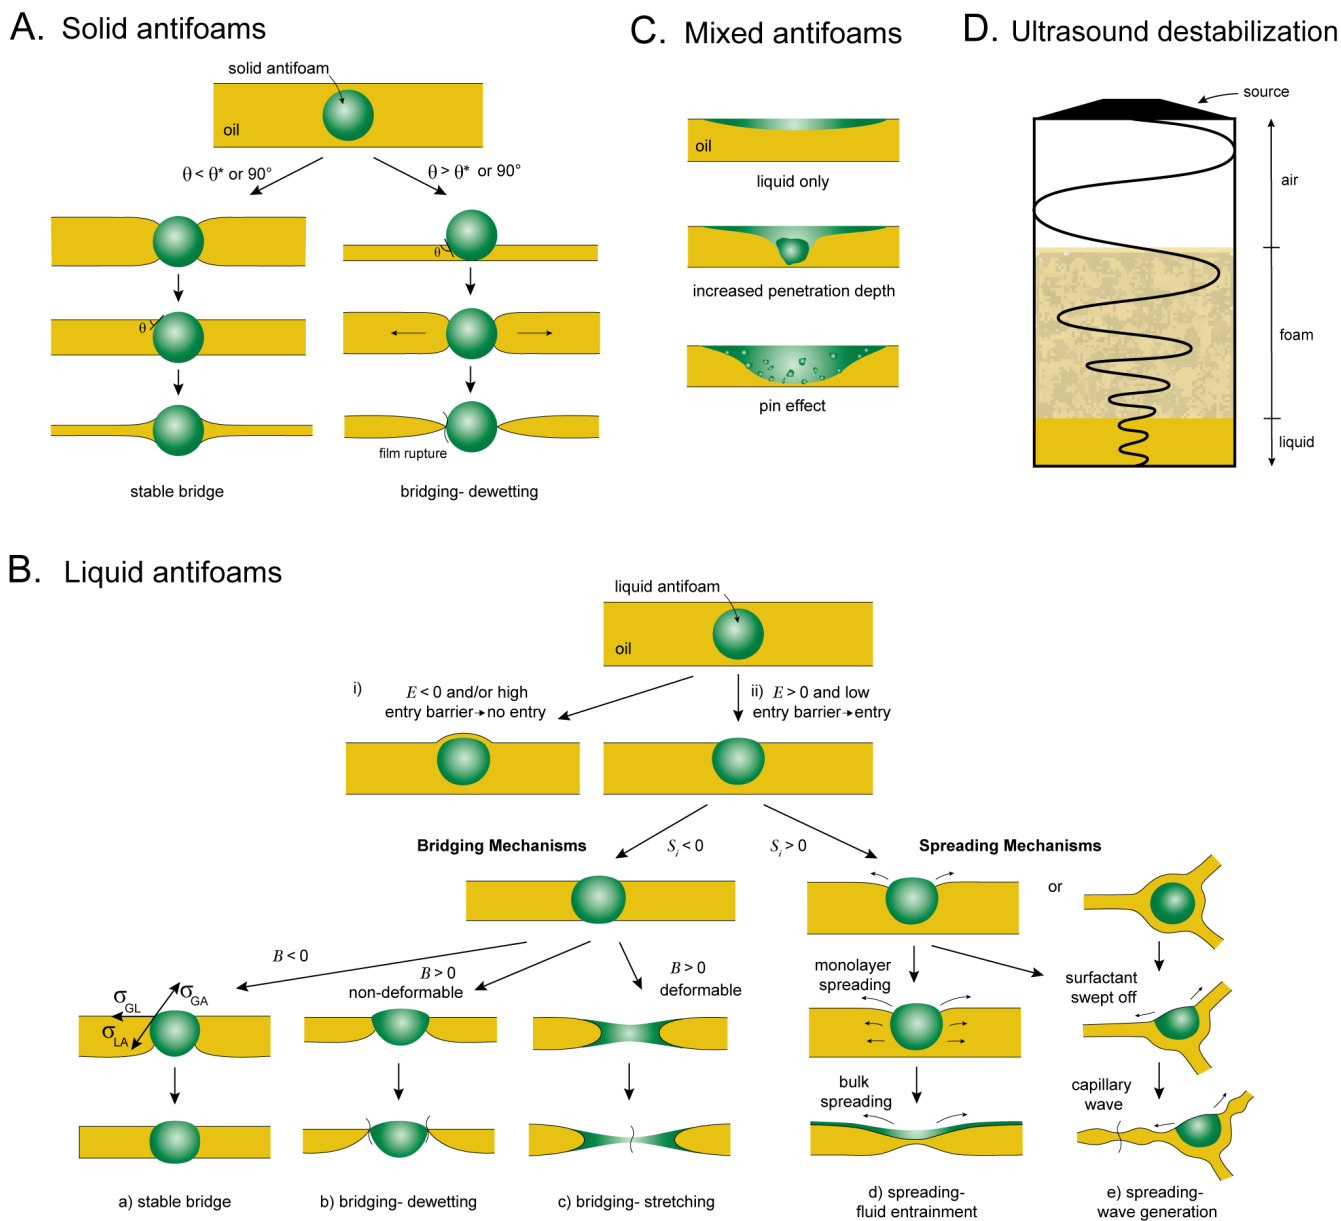 A. Solid antifoams
solid antifoam
oil
θ < θ* or 90°
θ > θ* or 90°
θ
θ
film rupture
stable bridge
bridging- dewetting
C. Mixed antifoams
oil
liquid only
increased penetration depth
pin effect
D. Ultrasound destabilization
source
air
foam
liquid
B. Liquid antifoams
liquid antifoam
oil
i)
E < 0 and/or high
entry barrier→no entry
ii) E > 0 and low
entry barrier→entry
Bridging Mechanisms
S_i < 0
S_i > 0
Spreading Mechanisms
or
B < 0
B > 0
non-deformable
B > 0
deformable
σGL
σGA
σLA
monolayer
spreading
surfactant
swept off
bulk
spreading
capillary
wave
a) stable bridge
b) bridging- dewetting
c) bridging- stretching
d) spreading-
fluid entrainment
e) spreading-
wave generation